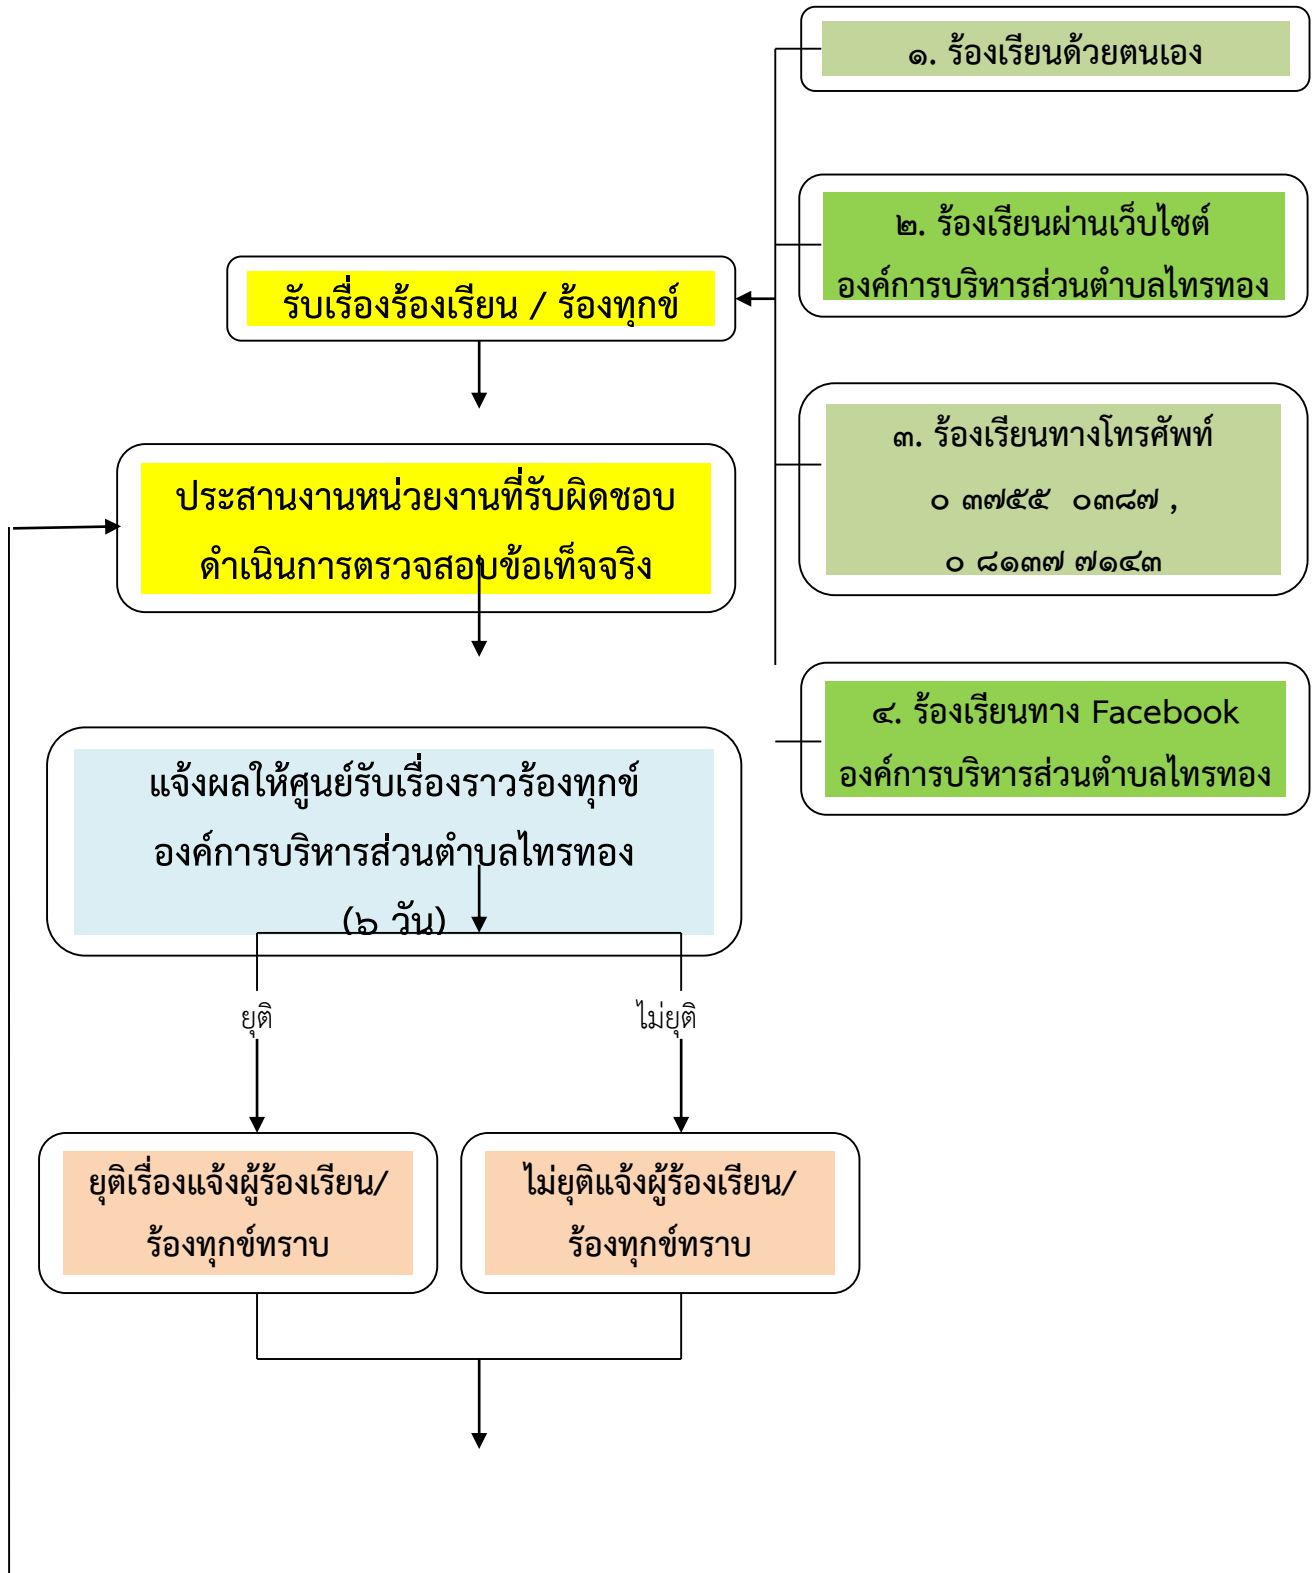 ๑. ร้องเรียนด้วยตนเอง
๒. ร้องเรียนผ่านเว็บไซต์
องค์การบริหารส่วนตำบลไทรทอง
รับเรื่องร้องเรียน / ร้องทุกข์
๓. ร้องเรียนทางโทรศัพท์
๐ ๓๗๕๕ ๐๓๘๗ ,
๐ ๘๑๓๗ ๗๑๔๓
ประสานงานหน่วยงานที่รับผิดชอบ
ดำเนินการตรวจสอบข้อเท็จจริง
๔. ร้องเรียนทาง Facebook
องค์การบริหารส่วนตำบลไทรทอง
แจ้งผลให้ศูนย์รับเรื่องราวร้องทุกข์
องค์การบริหารส่วนตำบลไทรทอง
(๖ วัน)
ยุติ
ไม่ยุติ
ยุติเรื่องแจ้งผู้ร้องเรียน/
ร้องทุกข์ทราบ
ไม่ยุติแจ้งผู้ร้องเรียน/
ร้องทุกข์ทราบ